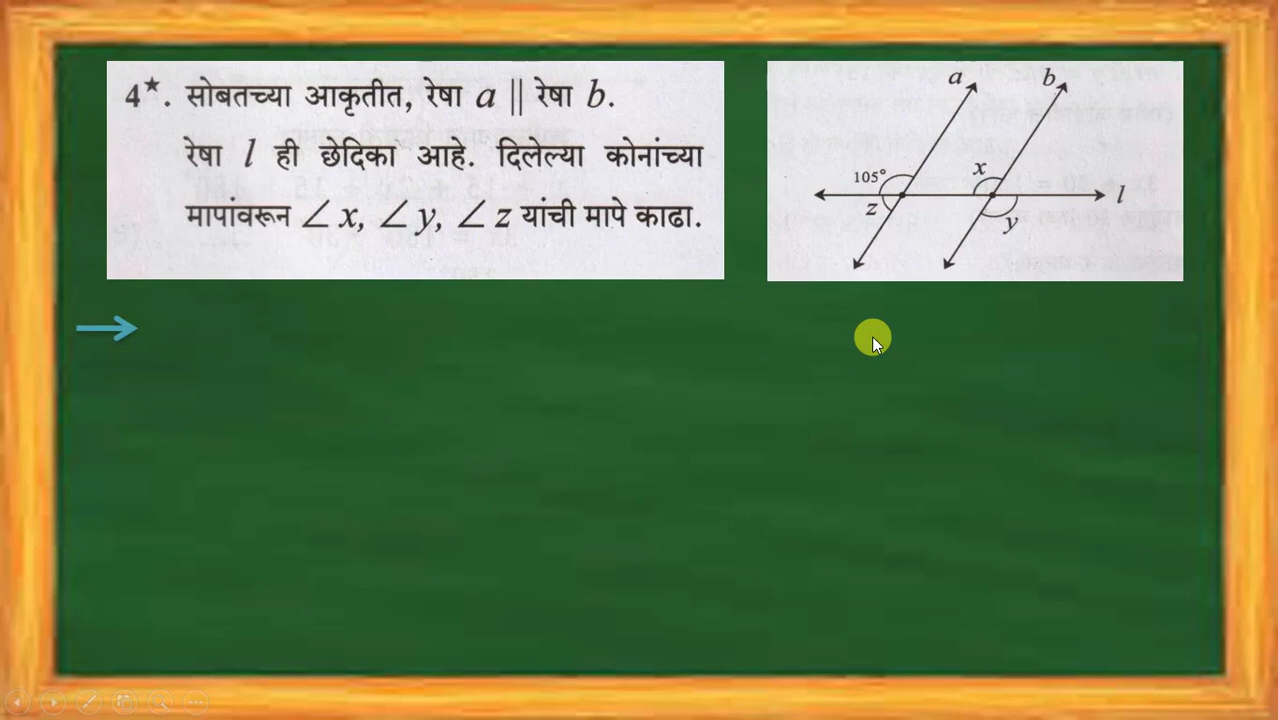 4★. सोबतच्या आकृतीत, रेषा a || रेषा b.
रेषा l ही छेदिका आहे. दिलेल्या कोनांच्या
मापांवरून ∠ x, ∠ y, ∠ z यांची मापे काढा.
a
b
105°
x
l
z
y